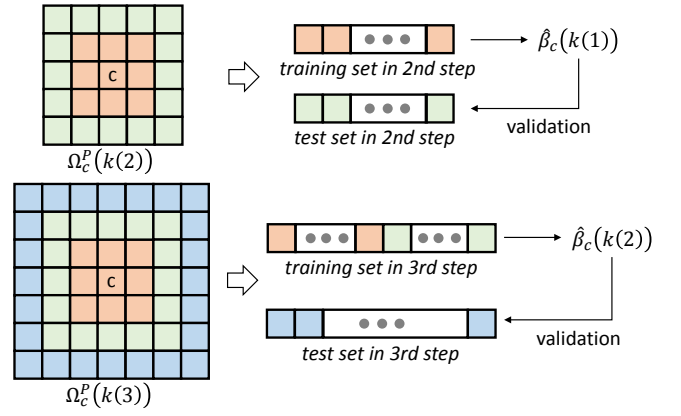 C
Ω_c^P(k(2))
training set in 2nd step
β̂_c(k(1))
test set in 2nd step
validation
C
Ω_c^P(k(3))
training set in 3rd step
β̂_c(k(2))
test set in 3rd step
validation